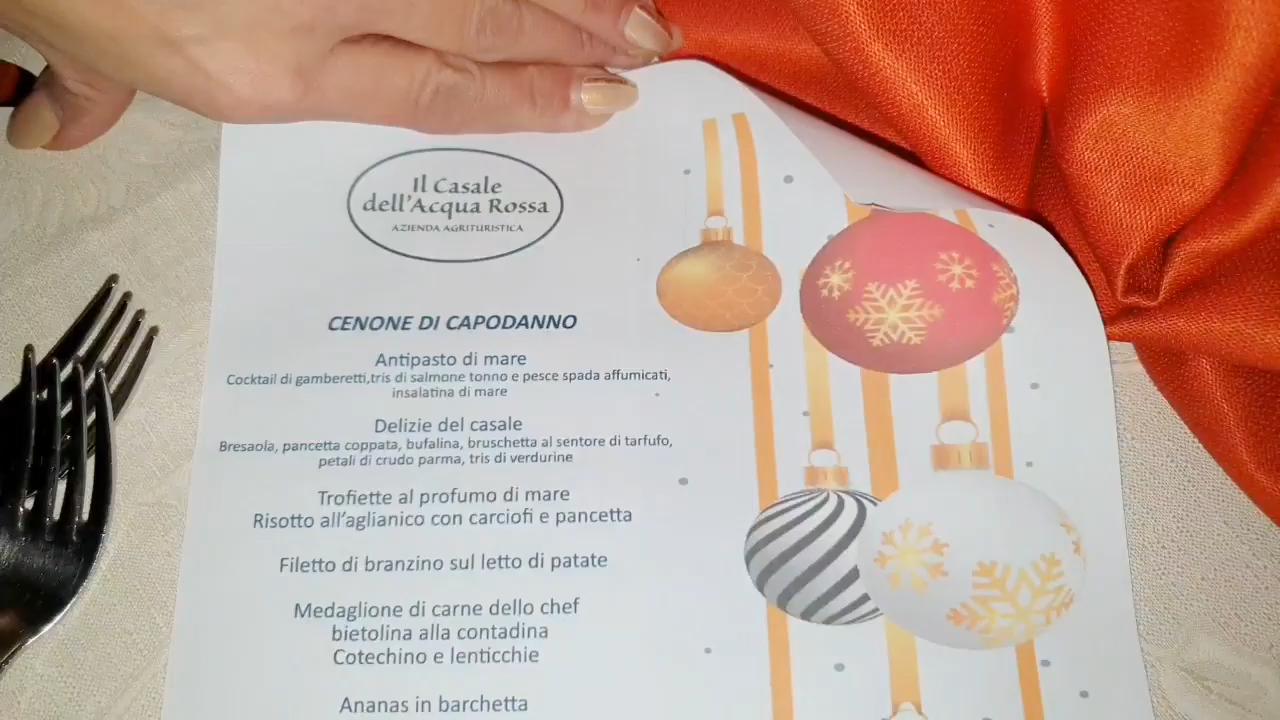 Il Casale
dell'Acqua Rossa
AZIENDA AGRITURISTICA
CENONE DI CAPODANNO
Antipasto di mare
Cocktail di gamberetti,tris di salmone tonno e pesce spada affumicati,
insalatina di mare
Delizie del casale
Bresaola, pancetta coppata, bufalina, bruschetta al sentore di tarfufo,
petali di crudo parma, tris di verdurine
Trofiette al profumo di mare
Risotto all'aglianico con carciofi e pancetta
Filetto di branzino sul letto di patate
Medaglione di carne dello chef
bietolina alla contadina
Cotechino e lenticchie
Ananas in barchetta